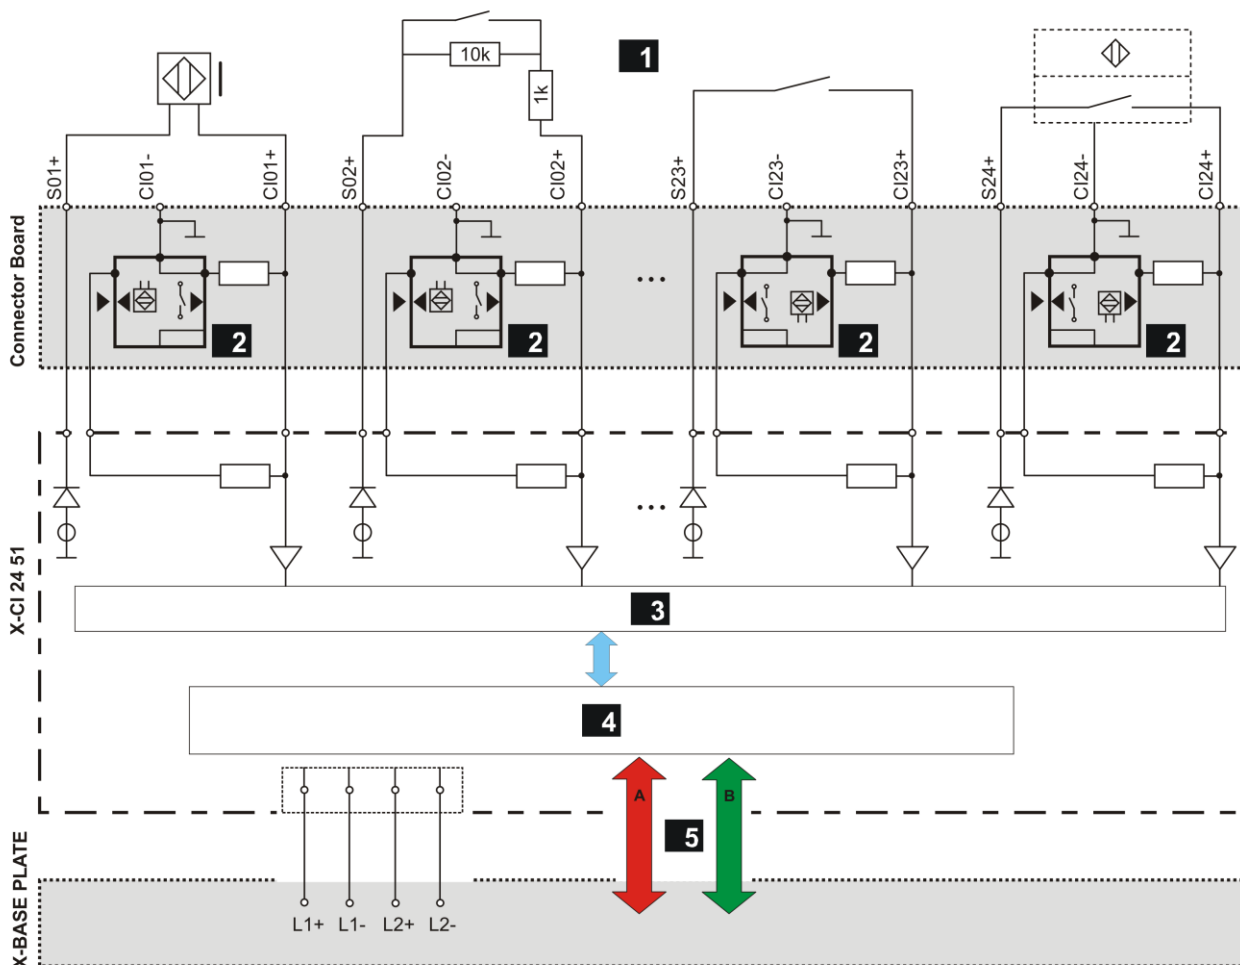 1
10k
1k
S01+
CI01-
CI01+
S02+
CI02-
CI02+
S23+
CI23-
CI23+
S24+
CI24-
CI24+
Connector Board
...
2
2
2
2
X-CI 24 51
...
3
4
A
B
5
X-BASE PLATE
L1+ L1- L2+ L2-